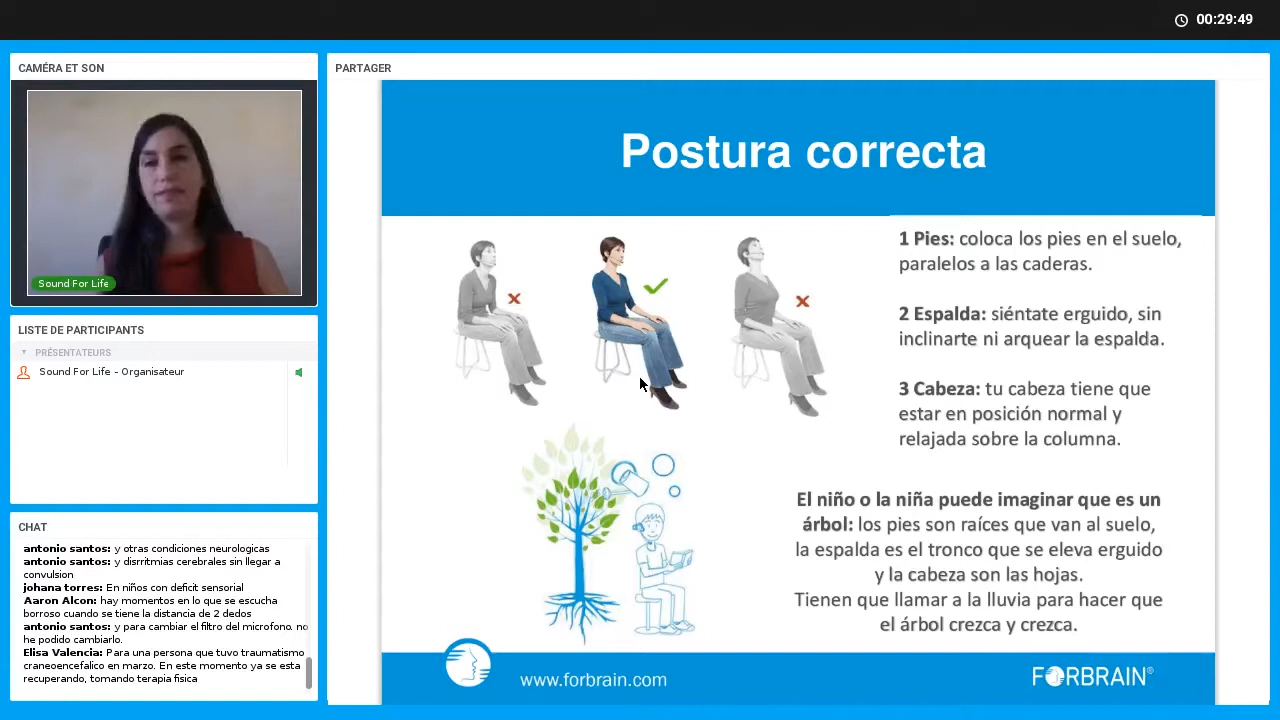 00:29:49
CAMÉRA ET SON
Sound For Life
LISTE DE PARTICIPANTS
PRÉSENTATEURS
Sound For Life - Organisateur
CHAT
antonio santos: y otras condiciones neurologicas
antonio santos: y disrritmias cerebrales sin llegar a
convulsion
johana torres: En niños con deficit sensorial
Aaron Alcon: hay momentos en lo que se escucha
borroso cuando se tiene la distancia de 2 dedos
antonio santos: y para cambiar el filtro del microfono. no
he podido cambiarlo.
Elisa Valencia: Para una persona que tuvo traumatismo
craneoencefalico en marzo. En este momento ya se esta
recuperando, tomando terapia fisica
PARTAGER
Postura correcta
1 Pies: coloca los pies en el suelo,
paralelos a las caderas.
2 Espalda: siéntate erguido, sin
inclinarte ni arquear la espalda.
3 Cabeza: tu cabeza tiene que
estar en posición normal y
relajada sobre la columna.
El niño o la niña puede imaginar que es un
árbol: los pies son raíces que van al suelo,
la espalda es el tronco que se eleva erguido
y la cabeza son las hojas.
Tienen que llamar a la lluvia para hacer que
el árbol crezca y crezca.
www.forbrain.com
FORBRAIN®